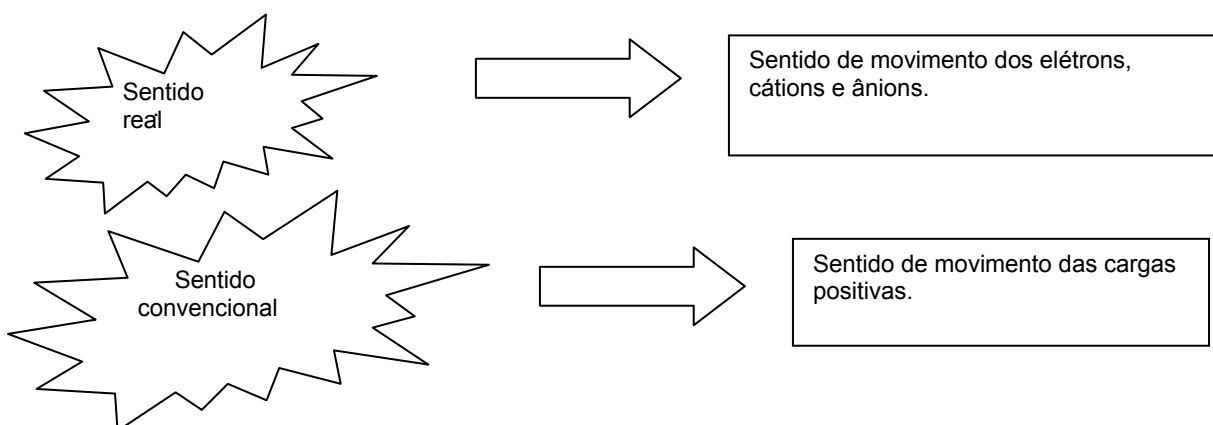 Sentido
real
Sentido de movimento dos elétrons,
cátions e ânions.
Sentido
convencional
Sentido de movimento das cargas
positivas.